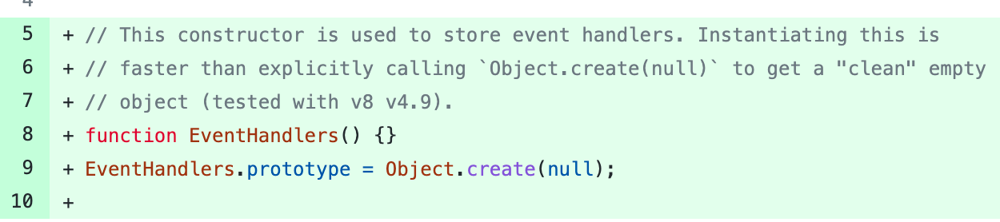 4
5 + // This constructor is used to store event handlers. Instantiating this is
6 + // faster than explicitly calling `Object.create(null)` to get a "clean" empty
7 + // object (tested with v8 v4.9).
8 + function EventHandlers() {}
9 + EventHandlers.prototype = Object.create(null);
10 +